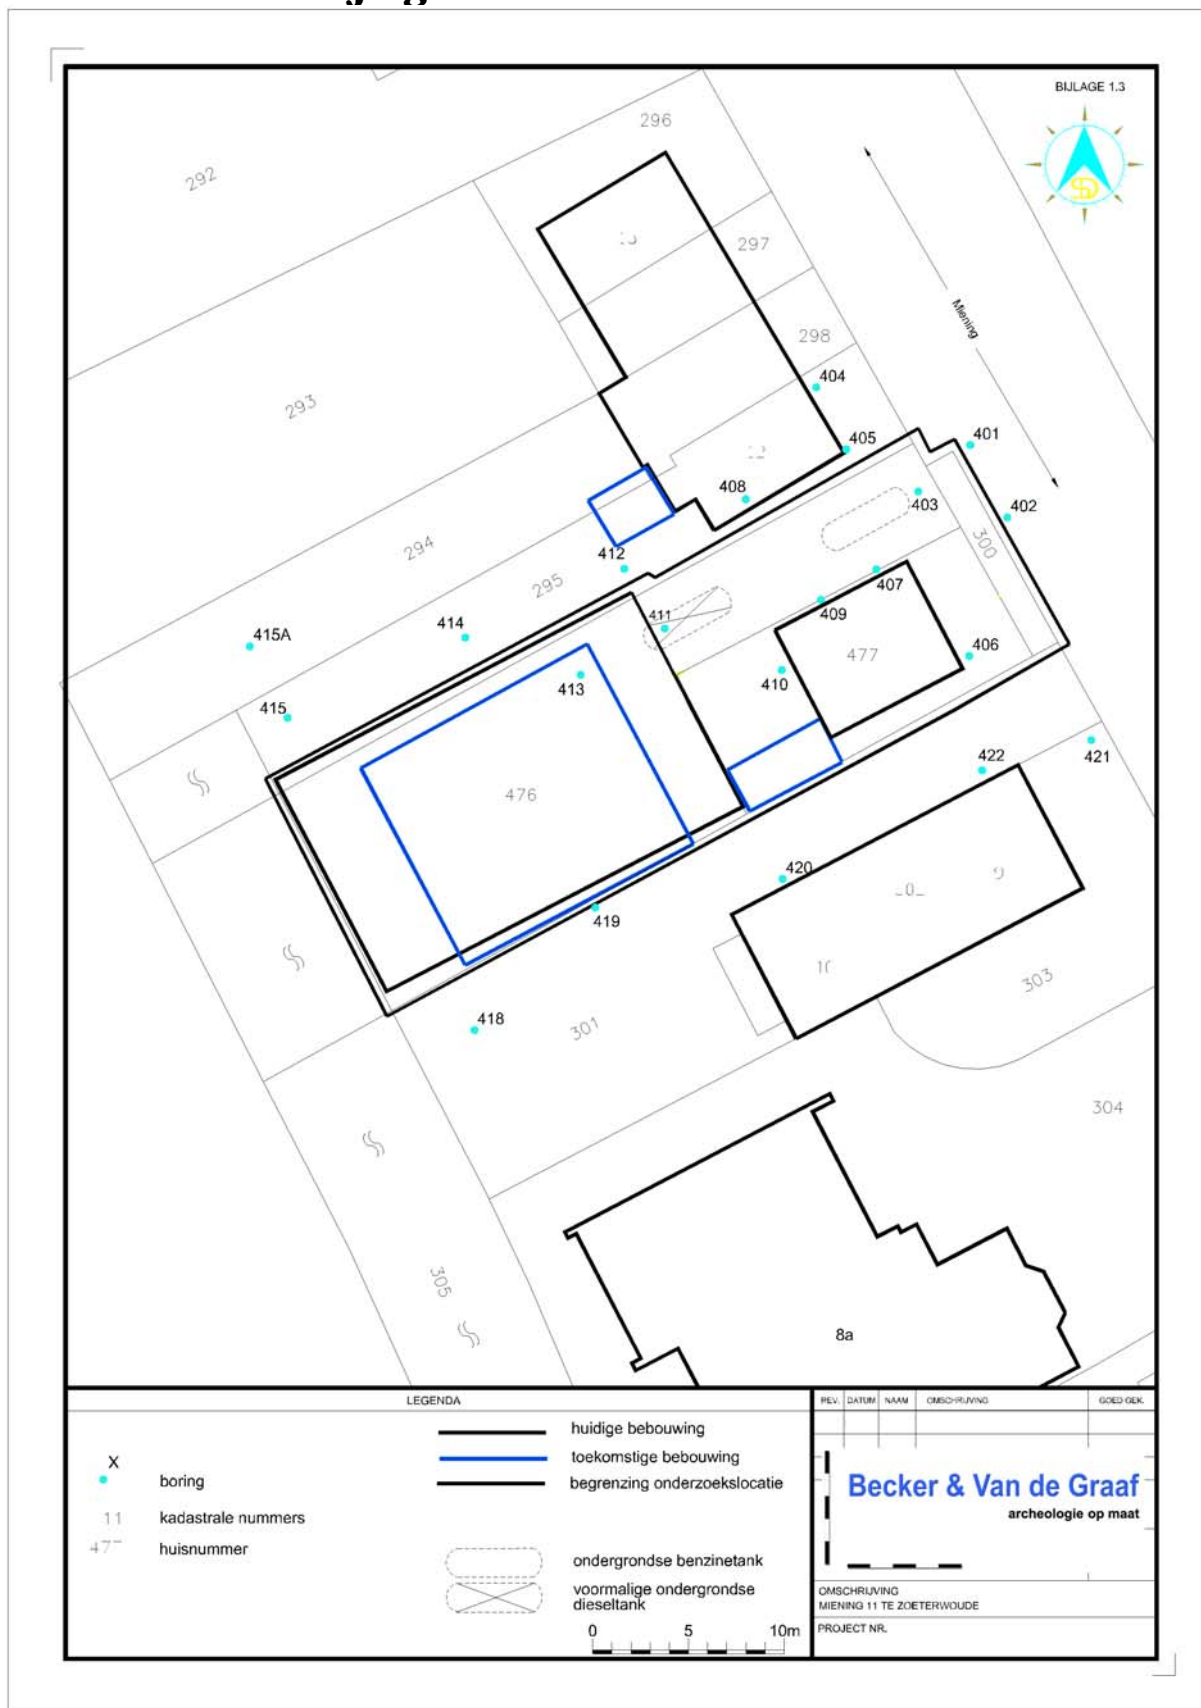 BIJLAGE 1.3
296
292
297
Miening
298
404
293
405
401
408
403
402
300
294
412
407
295
409
411
415A
414
477
406
410
413
415
421
422
476
420
419
418
301
303
304
305
8a
LEGENDA
X
boring
11
kadastrale nummers
huisnummer
huidige bebouwing
toekomstige bebouwing
begrenzing onderzoekslocatie
ondergrondse benzinetank
voormalige ondergrondse
dieseltank
0 5 10m
REV. DATUM NAAM OMSCHRIJVING GOED GEK.
Becker & Van de Graaf
archeologie op maat
OMSCHRIJVING
MIENING 11 TE ZOETERWOUDE
PROJECT NR.